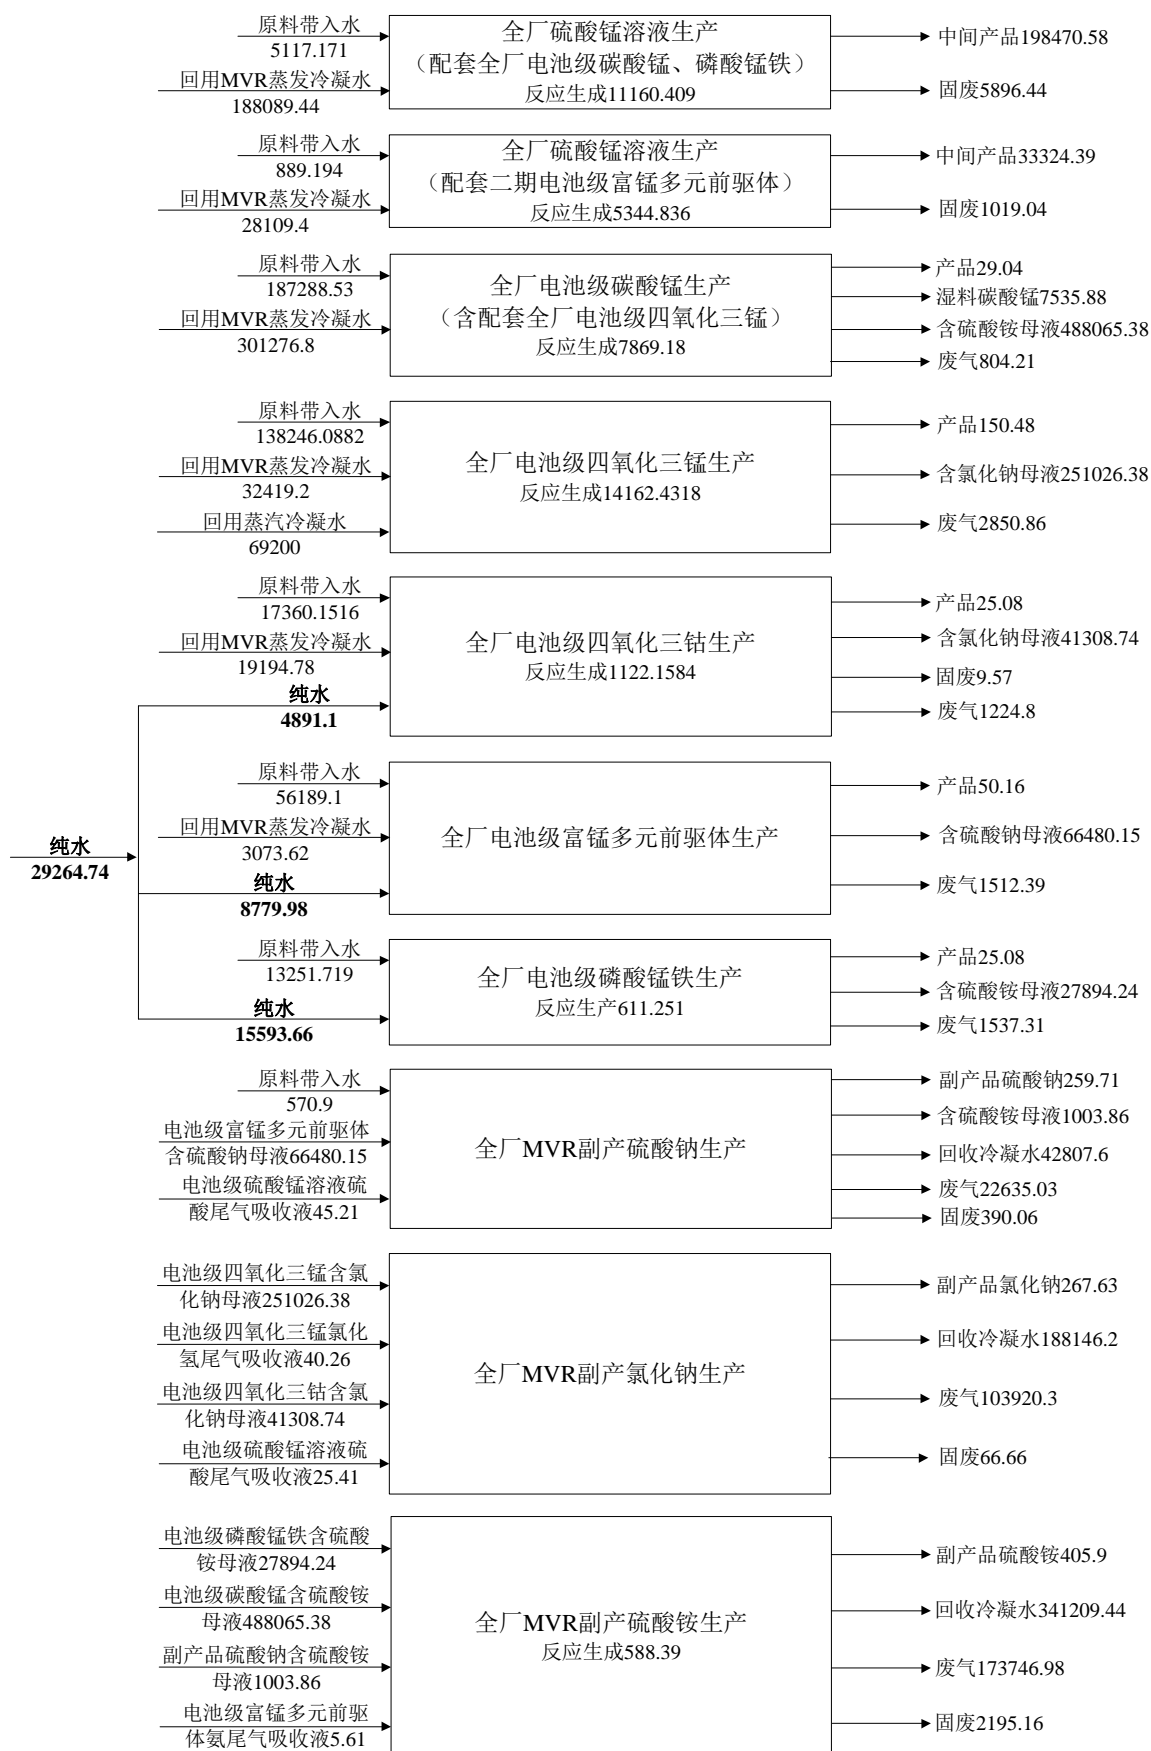 原料带入水
5117.171
回用MVR蒸发冷凝水
188089.44
全厂硫酸锰溶液生产
（配套全厂电池级碳酸锰、磷酸锰铁）
反应生成11160.409
中间产品198470.58
固废5896.44
原料带入水
889.194
回用MVR蒸发冷凝水
28109.4
全厂硫酸锰溶液生产
（配套二期电池级富锰多元前驱体）
反应生成5344.836
中间产品33324.39
固废1019.04
原料带入水
187288.53
回用MVR蒸发冷凝水
301276.8
全厂电池级碳酸锰生产
（含配套全厂电池级四氧化三锰）
反应生成7869.18
产品29.04
湿料碳酸锰7535.88
含硫酸铵母液488065.38
废气804.21
原料带入水
138246.0882
回用MVR蒸发冷凝水
32419.2
回用蒸汽冷凝水
69200
全厂电池级四氧化三锰生产
反应生成14162.4318
产品150.48
含氯化钠母液251026.38
废气2850.86
原料带入水
17360.1516
回用MVR蒸发冷凝水
19194.78
纯水
4891.1
全厂电池级四氧化三钴生产
反应生成1122.1584
产品25.08
含氯化钠母液41308.74
固废9.57
废气1224.8
纯水
29264.74
原料带入水
56189.1
回用MVR蒸发冷凝水
3073.62
纯水
8779.98
全厂电池级富锰多元前驱体生产
产品50.16
含硫酸钠母液66480.15
废气1512.39
原料带入水
13251.719
纯水
15593.66
全厂电池级磷酸锰铁生产
反应生产611.251
产品25.08
含硫酸铵母液27894.24
废气1537.31
原料带入水
570.9
电池级富锰多元前驱体
含硫酸钠母液66480.15
电池级硫酸锰溶液硫
酸尾气吸收液45.21
全厂MVR副产硫酸钠生产
副产品硫酸钠259.71
含硫酸铵母液1003.86
回收冷凝水42807.6
废气22635.03
固废390.06
电池级四氧化三锰含氯
化钠母液251026.38
电池级四氧化三锰氯化
氢尾气吸收液40.26
电池级四氧化三钴含氯
化钠母液41308.74
电池级硫酸锰溶液硫
酸尾气吸收液25.41
全厂MVR副产氯化钠生产
副产品氯化钠267.63
回收冷凝水188146.2
废气103920.3
固废66.66
电池级磷酸锰铁含硫酸
铵母液27894.24
电池级碳酸锰含硫酸铵
母液488065.38
副产品硫酸钠含硫酸铵
母液1003.86
电池级富锰多元前驱
体氨尾气吸收液5.61
全厂MVR副产硫酸铵生产
反应生成588.39
副产品硫酸铵405.9
回收冷凝水341209.44
废气173746.98
固废2195.16